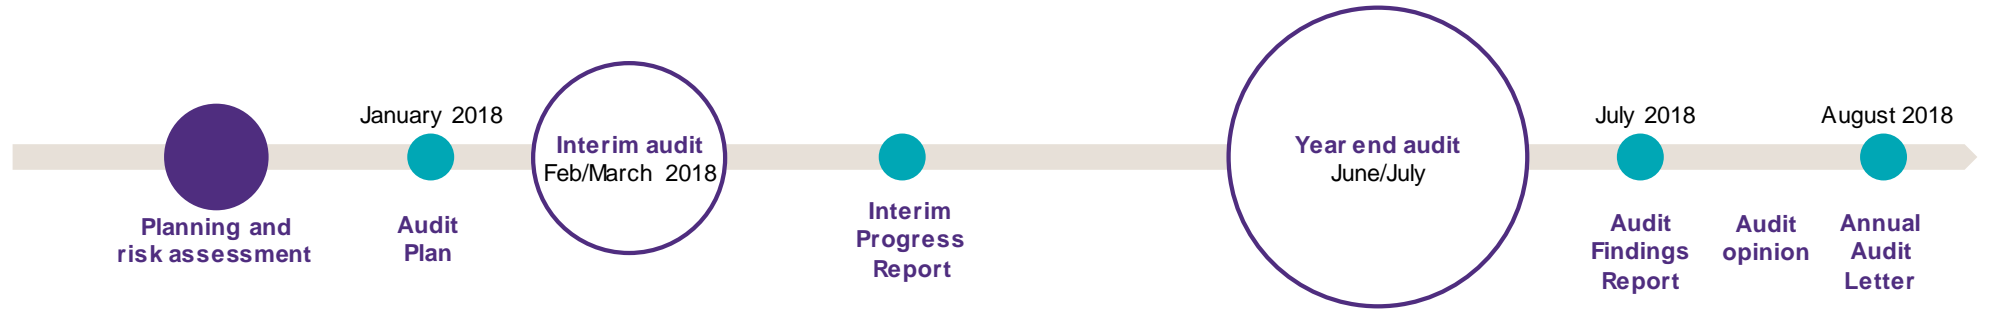 Planning and
risk assessment
January 2018
Audit
Plan
Interim audit
Feb/March 2018
Interim
Progress
Report
Year end audit
June/July
July 2018
Audit
Findings
Report
Audit
opinion
August 2018
Annual
Audit
Letter